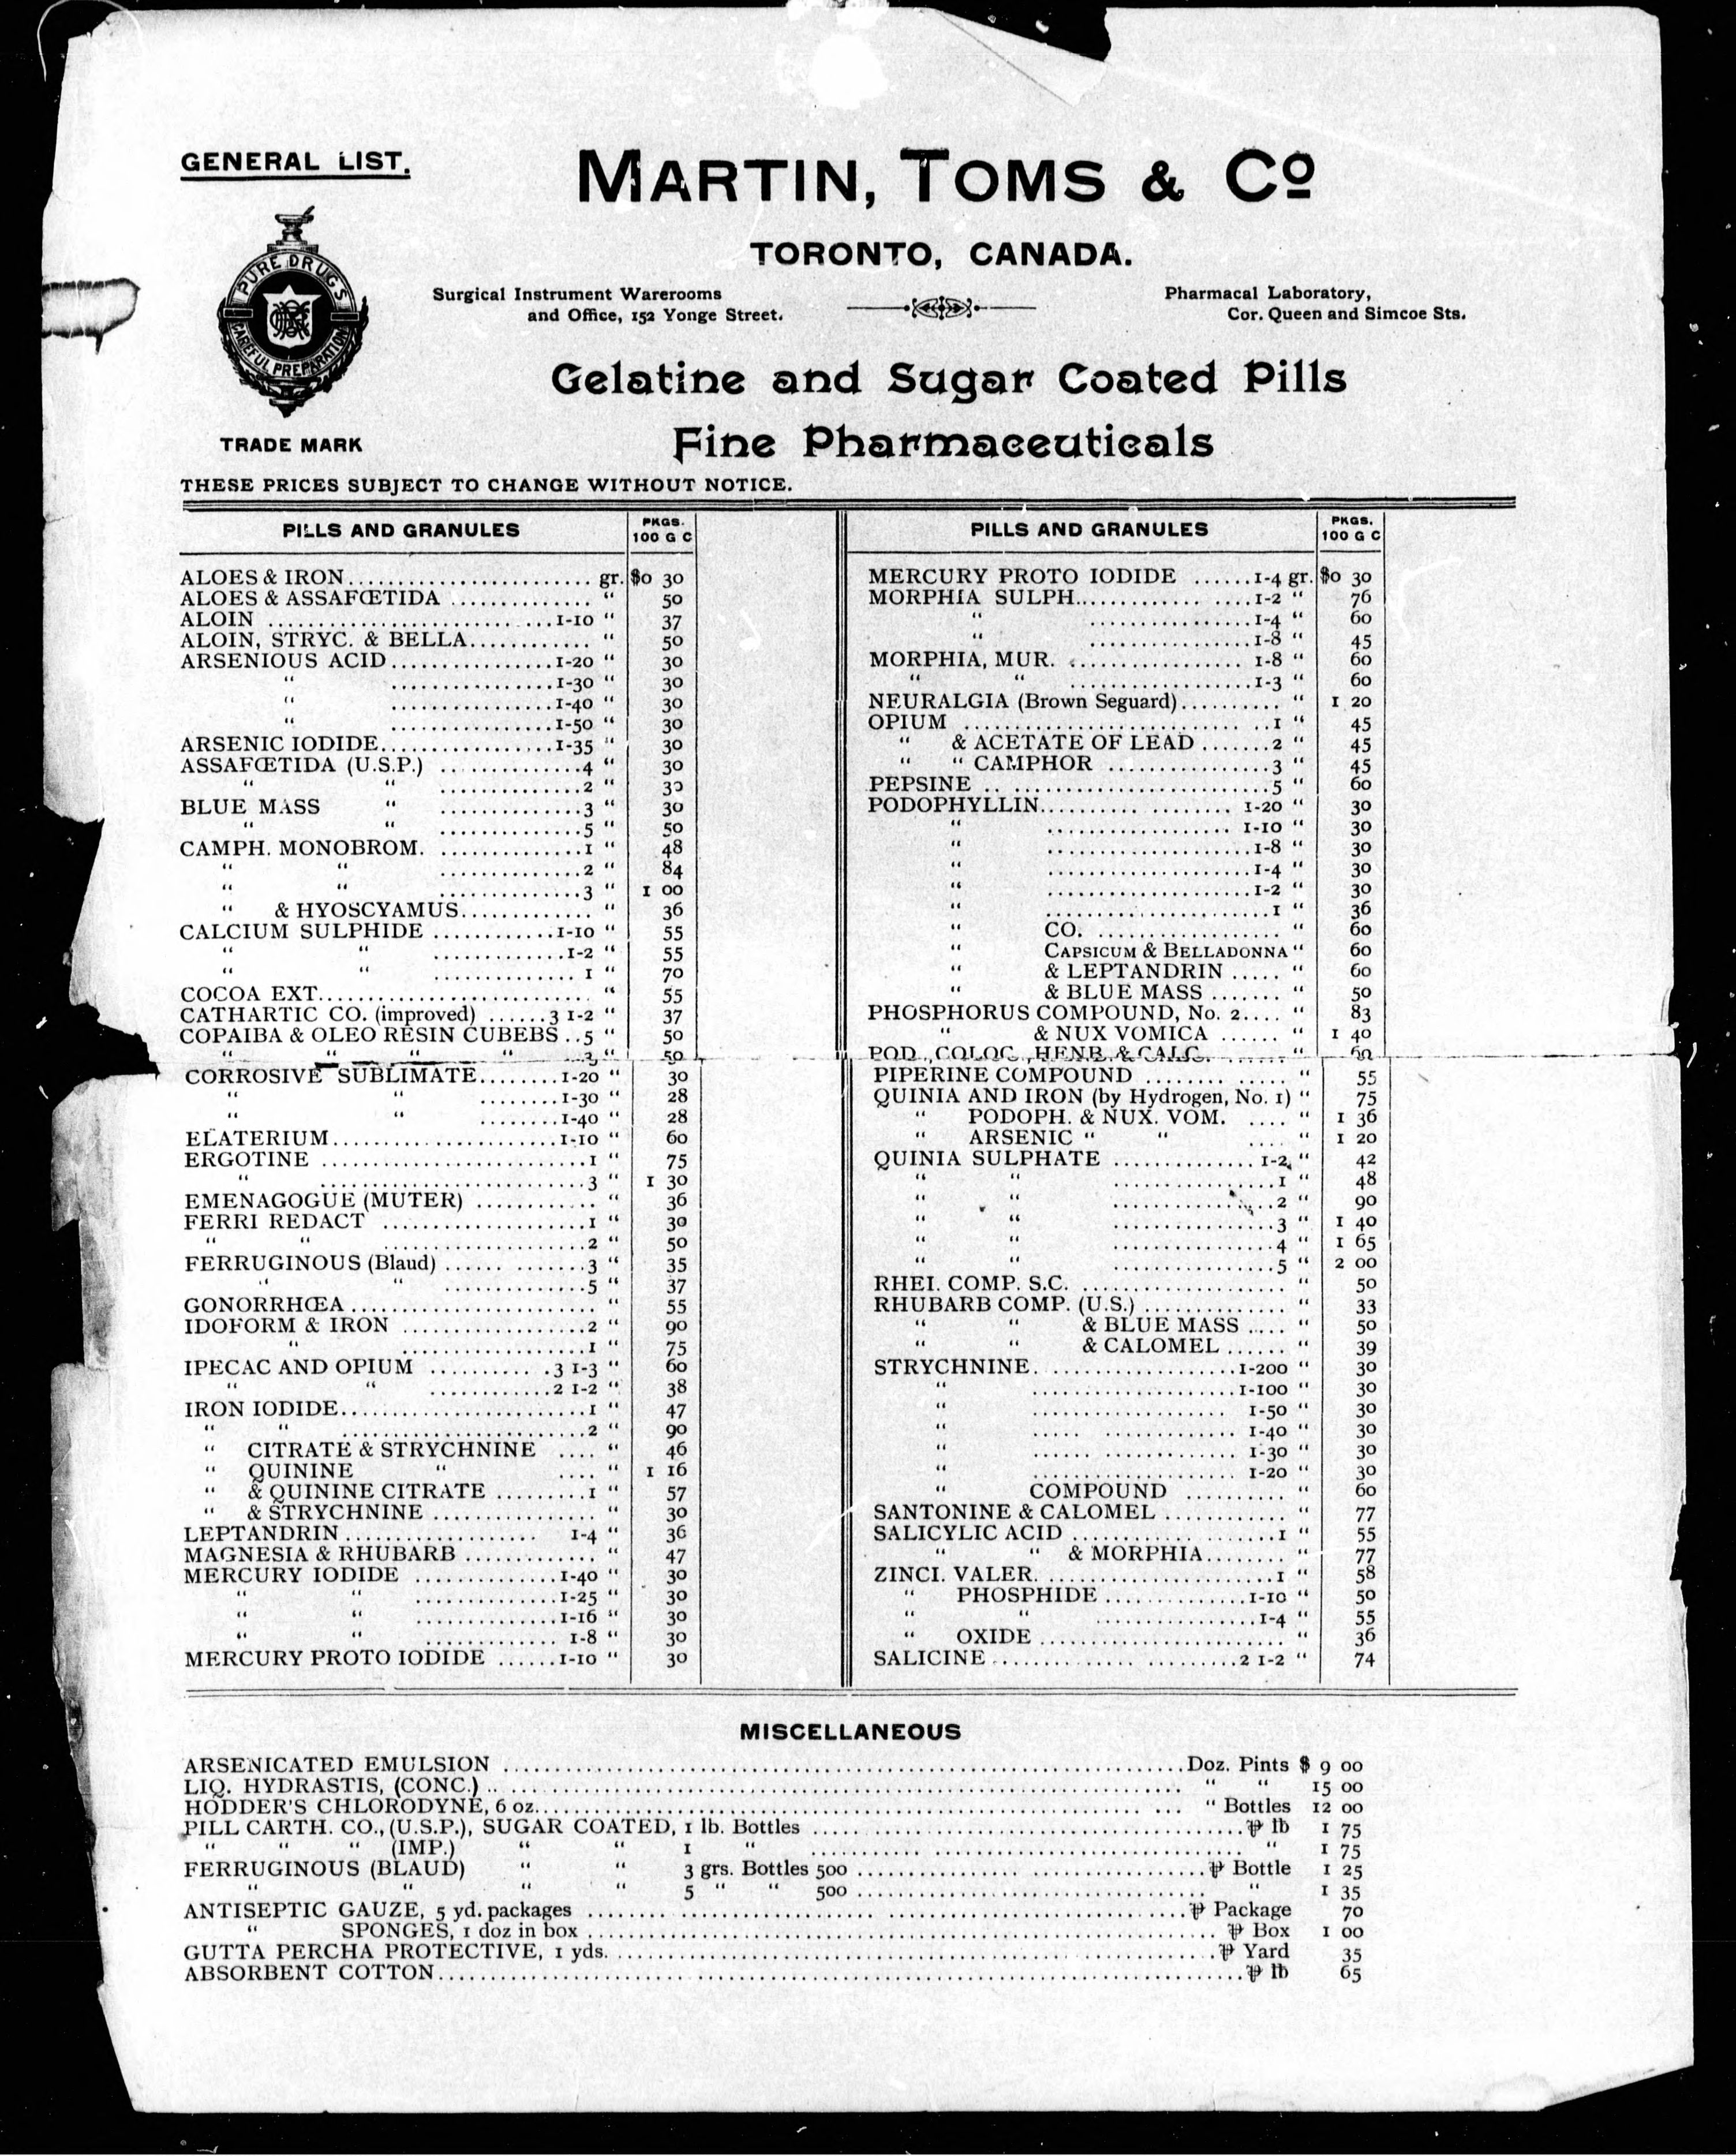 GENERAL LIST.
MARTIN, TOMS & Co
TORONTO, CANADA.
PURE DRUGS
CAREFUL PREPARATION
TRADE MARK
Surgical Instrument Warerooms
and Office, 152 Yonge Street.
Pharmacal Laboratory,
Cor. Queen and Simcoe Sts.
Gelatine and Sugar Coated Pills
Fine Pharmaceuticals
THESE PRICES SUBJECT TO CHANGE WITHOUT NOTICE.
PILLS AND GRANULES PKGS. 100 G C
ALOES & IRON........................ gr. $0 30
ALOES & ASSAFŒTIDA .............. " 50
ALOIN ..........................1-10 " 37
ALOIN, STRYC. & BELLA............ " 50
ARSENIOUS ACID................1-20 " 30
" ................1-30 " 30
" ................1-40 " 30
" ................1-50 " 30
ARSENIC IODIDE.................1-35 " 30
ASSAFŒTIDA (U.S.P.) ..............4 " 30
" " ..............2 " 30
BLUE MASS " ..............3 " 30
" " ..............5 " 50
CAMPH. MONOBROM. ..............1 " 48
" " ..............2 " 84
" " ..............3 " 1 00
" & HYOSCYAMUS............. " 36
CALCIUM SULPHIDE ............1-10 " 55
" " .............1-2 " 55
" " .............. 1 " 70
COCOA EXT........................... " 55
CATHARTIC CO. (improved) ......3 1-2 " 37
COPAIBA & OLEO RESIN CUBEBS ..5 " 50
" " " " ...3 " 50
CORROSIVE SUBLIMATE........1-20 " 30
" " ........1-30 " 28
" " ........1-40 " 28
ELATERIUM.......................1-10 " 60
ERGOTINE ...........................1 " 75
" ...........................3 " 1 30
EMENAGOGUE (MUTER) ............ " 36
FERRI REDACT .....................1 " 30
" " .....................2 " 50
FERRUGINOUS (Blaud) ...... ........3 " 35
" " ..............5 " 37
GONORRHŒA......................... " 55
IDOFORM & IRON ...................2 " 90
" ...................1 " 75
IPECAC AND OPIUM ............3 1-3 " 60
" " ............2 1-2 " 38
IRON IODIDE.........................1 " 47
" " .........................2 " 90
" CITRATE & STRYCHNINE .... " 46
" QUININE " .... " 1 16
" & QUININE CITRATE .........1 " 57
" & STRYCHNINE ................. " 30
LEPTANDRIN.................... 1-4 " 36
MAGNESIA & RHUBARB ............. " 47
MERCURY IODIDE ..............1-40 " 30
" " ..............1-25 " 30
" " ..............1-16 " 30
" " ............. 1-8 " 30
MERCURY PROTO IODIDE ......1-10 " 30
PILLS AND GRANULES PKGS. 100 G C
MERCURY PROTO IODIDE ......1-4 gr. $0 30
MORPHIA SULPH.................1-2 " 76
" .................1-4 " 60
" .................1-8 " 45
MORPHIA, MUR. ................. 1-8 " 60
" " ...................1-3 " 60
NEURALGIA (Brown Seguard).......... " 1 20
OPIUM ................................1 " 45
" & ACETATE OF LEAD .......2 " 45
" " CAMPHOR ................3 " 45
PEPSINE .. .......................5 " 60
PODOPHYLLIN.......... ......... 1-20 " 30
" ................... 1-10 " 30
" .....................1-8 " 30
" .....................1-4 " 30
" .....................1-2 " 30
" .......................1 " 36
" CO. ................... " 60
" CAPSICUM & BELLADONNA " 60
" & LEPTANDRIN ..... " 60
" & BLUE MASS ....... " 50
PHOSPHORUS COMPOUND, No. 2.... " 83
" & NUX VOMICA ...... " 1 40
POD., COLOC., HENB. & CALC. ...... " 60
PIPERINE COMPOUND ........ ..... " 55
QUINIA AND IRON (by Hydrogen, No. 1) " 75
" PODOPH. & NUX. VOM. .... " 1 36
" ARSENIC " " .... " 1 20
QUINIA SULPHATE ..............1-2 " 42
" " ................1 " 48
" " ................2 " 90
" " ................3 " 1 40
" " ................4 " 1 65
" " ................5 " 2 00
RHEI. COMP. S.C. ..................... " 50
RHUBARB COMP. (U.S.) ............... " 33
" " & BLUE MASS ..... " 50
" " & CALOMEL ...... " 39
STRYCHNINE.....................1-200 " 30
" .....................1-100 " 30
" .................... 1-50 " 30
" ..... .............. 1-40 " 30
" ...... ............. 1-30 " 30
" ..................... 1-20 " 30
" COMPOUND .......... " 60
SANTONINE & CALOMEL ............ " 77
SALICYLIC ACID .....................1 " 55
" " & MORPHIA........ " 77
ZINCI. VALER. ........................1 " 58
" PHOSPHIDE ..............1-10 " 50
" " ................1-4 " 55
" OXIDE ......................... " 36
SALICINE.........................2 1-2 " 74
MISCELLANEOUS
ARSENICATED EMULSION ........................................Doz. Pints $ 9 00
LIQ. HYDRASTIS, (CONC.) ........................................ " " 15 00
HODDER'S CHLORODYNE, 6 oz........................................ " Bottles 12 00
PILL CARTH. CO., (U.S.P.), SUGAR COATED, 1 lb. Bottles ....................⅌ lb 1 75
" " " (IMP.) " " 1 " .................... " 1 75
FERRUGINOUS (BLAUD) " " 3 grs. Bottles 500 ....................⅌ Bottle 1 25
" " " " 5 " " 500 .................... " 1 35
ANTISEPTIC GAUZE, 5 yd. packages ........................................⅌ Package 70
" SPONGES, 1 doz in box ........................................ ⅌ Box 1 00
GUTTA PERCHA PROTECTIVE, 1 yds. ........................................⅌ Yard 35
ABSORBENT COTTON........................................⅌ lb 65